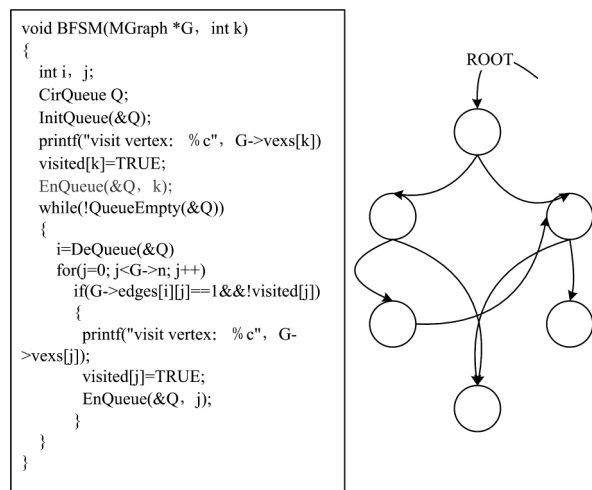 void BFSM(MGraph *G, int k)
{
int i, j;
CirQueue Q;
InitQueue(&Q);
printf("visit vertex: %c", G->vexs[k])
visited[k]=TRUE;
EnQueue(&Q, k);
while(!QueueEmpty(&Q))
{
i=DeQueue(&Q)
for(j=0; j<G->n; j++)
if(G->edges[i][j]==1&&!visited[j])
{
printf("visit vertex: %c", G-
>vexs[j]);
visited[j]=TRUE;
EnQueue(&Q, j);
}
}
}
ROOT